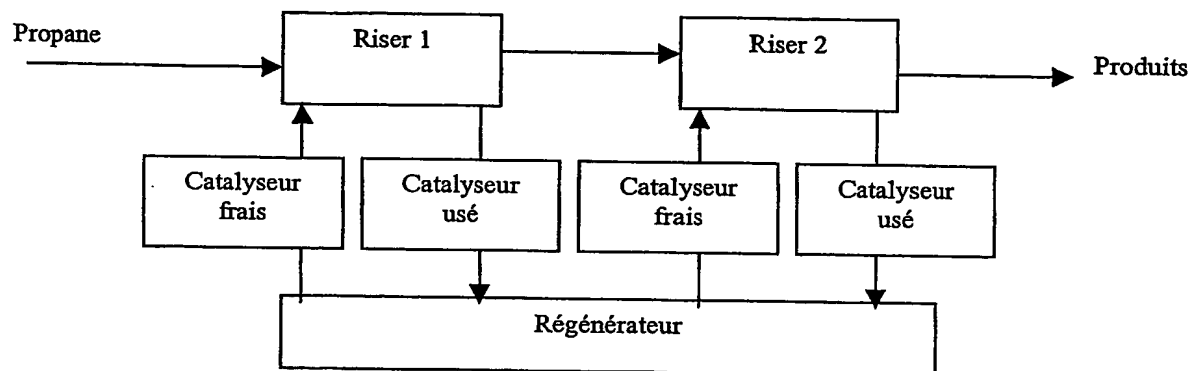 Propane
Riser 1
Riser 2
Produits
Catalyseur
frais
Catalyseur
usé
Catalyseur
frais
Catalyseur
usé
Régénérateur